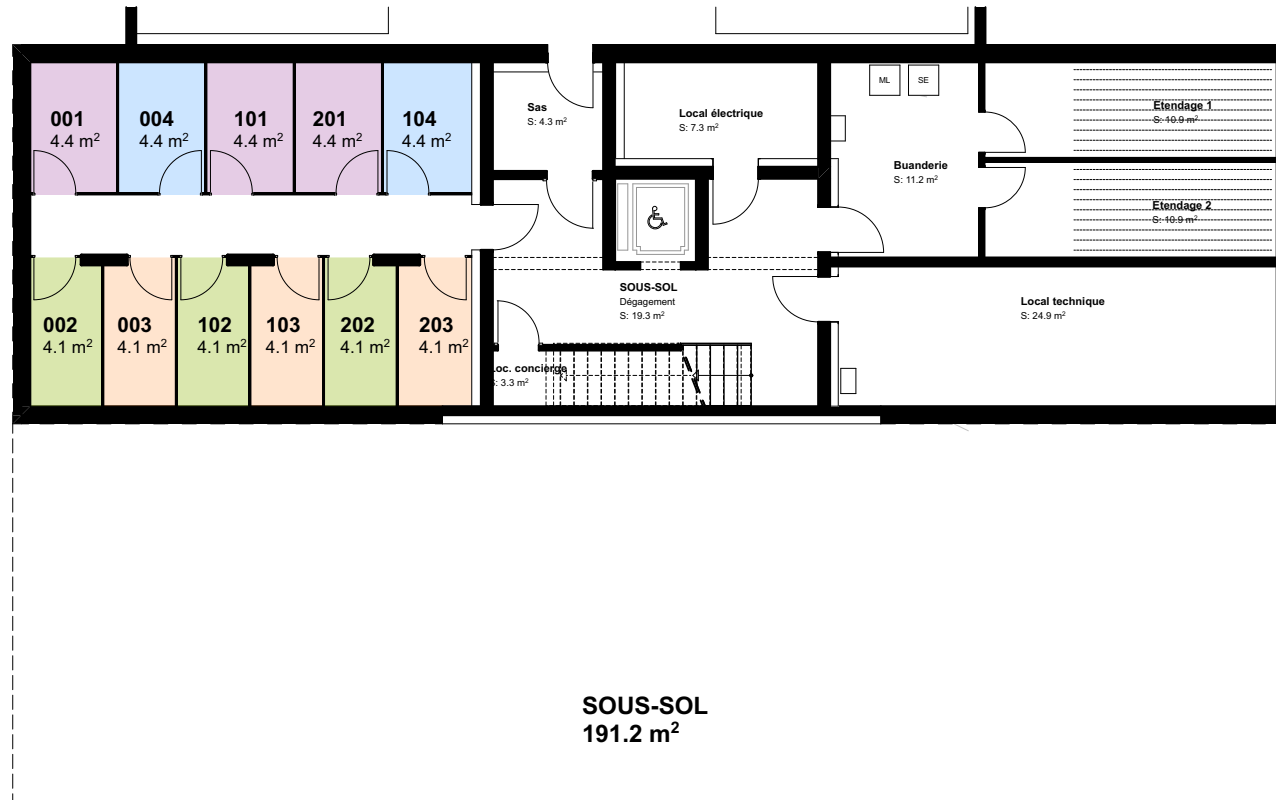 001
4.4 m²
004
4.4 m²
101
4.4 m²
201
4.4 m²
104
4.4 m²
Sas
S: 4.3 m²
Local électrique
S: 7.3 m²
ML
SE
Buanderie
S: 11.2 m²
Etendage 1
S: 10.9 m²
Etendage 2
S: 10.9 m²
002
4.1 m²
003
4.1 m²
102
4.1 m²
103
4.1 m²
202
4.1 m²
203
4.1 m²
SOUS-SOL
Dégagement
S: 19.3 m²
Local technique
S: 24.9 m²
Loc. concierge
S: 3.3 m²
SOUS-SOL
191.2 m²